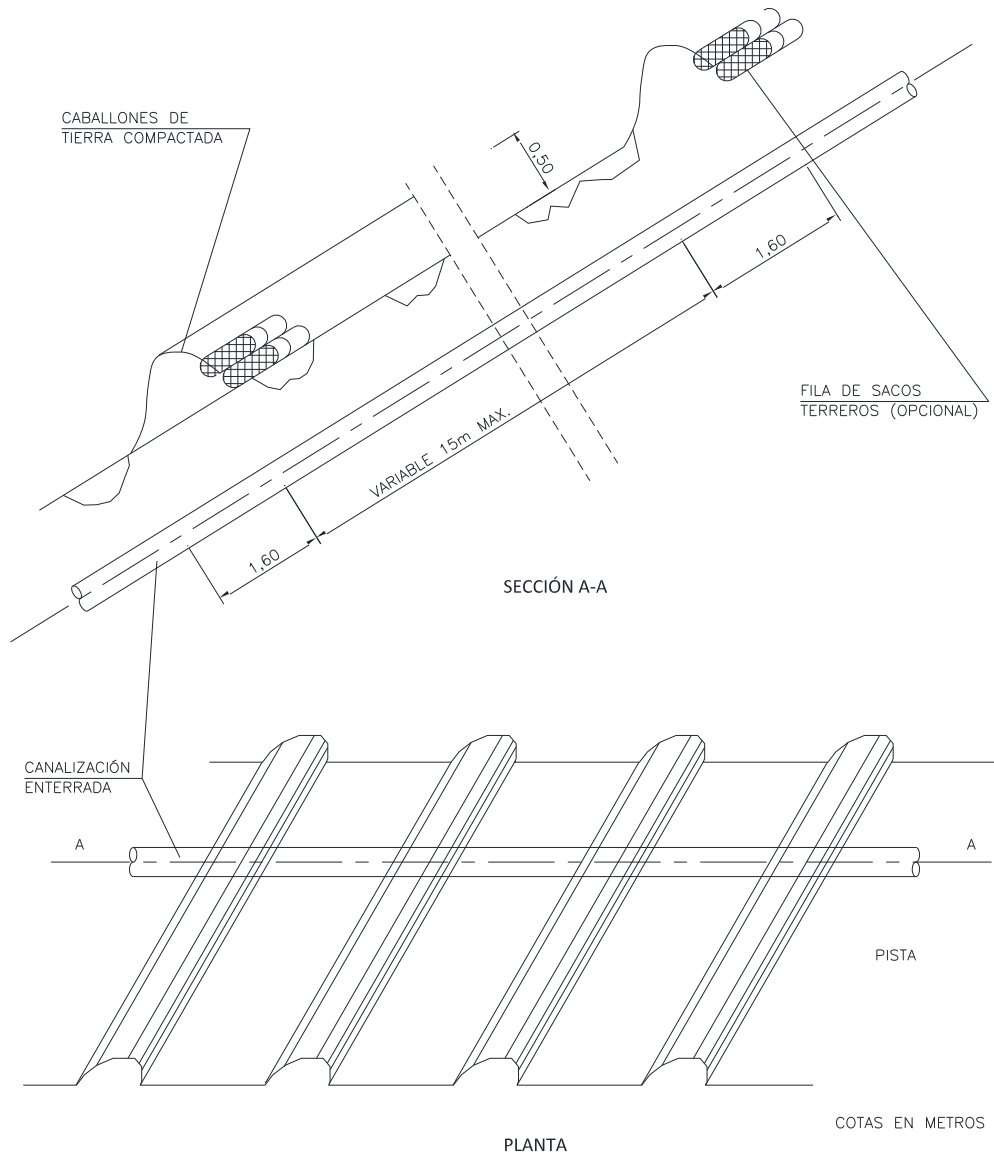 CABALLONES DE
TIERRA COMPACTADA
0,50
1,60
FILA DE SACOS
TERREROS (OPCIONAL)
VARIABLE 15m MAX.
1,60
SECCIÓN A-A
CANALIZACIÓN
ENTERRADA
A
A
PISTA
COTAS EN METROS
PLANTA